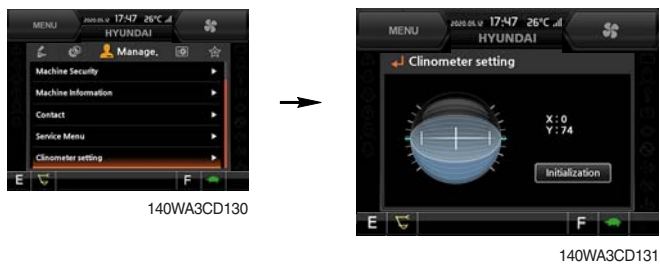 MENU
2020.05.12 17:47 26°C
HYUNDAI
Manage.
Machine Security
Machine Information
Contact
Service Menu
Clinometer setting
E
F
140WA3CD130
MENU
2020.05.12 17:47 26°C
HYUNDAI
Clinometer setting
X:0
Y:74
Initialization
E
F
140WA3CD131